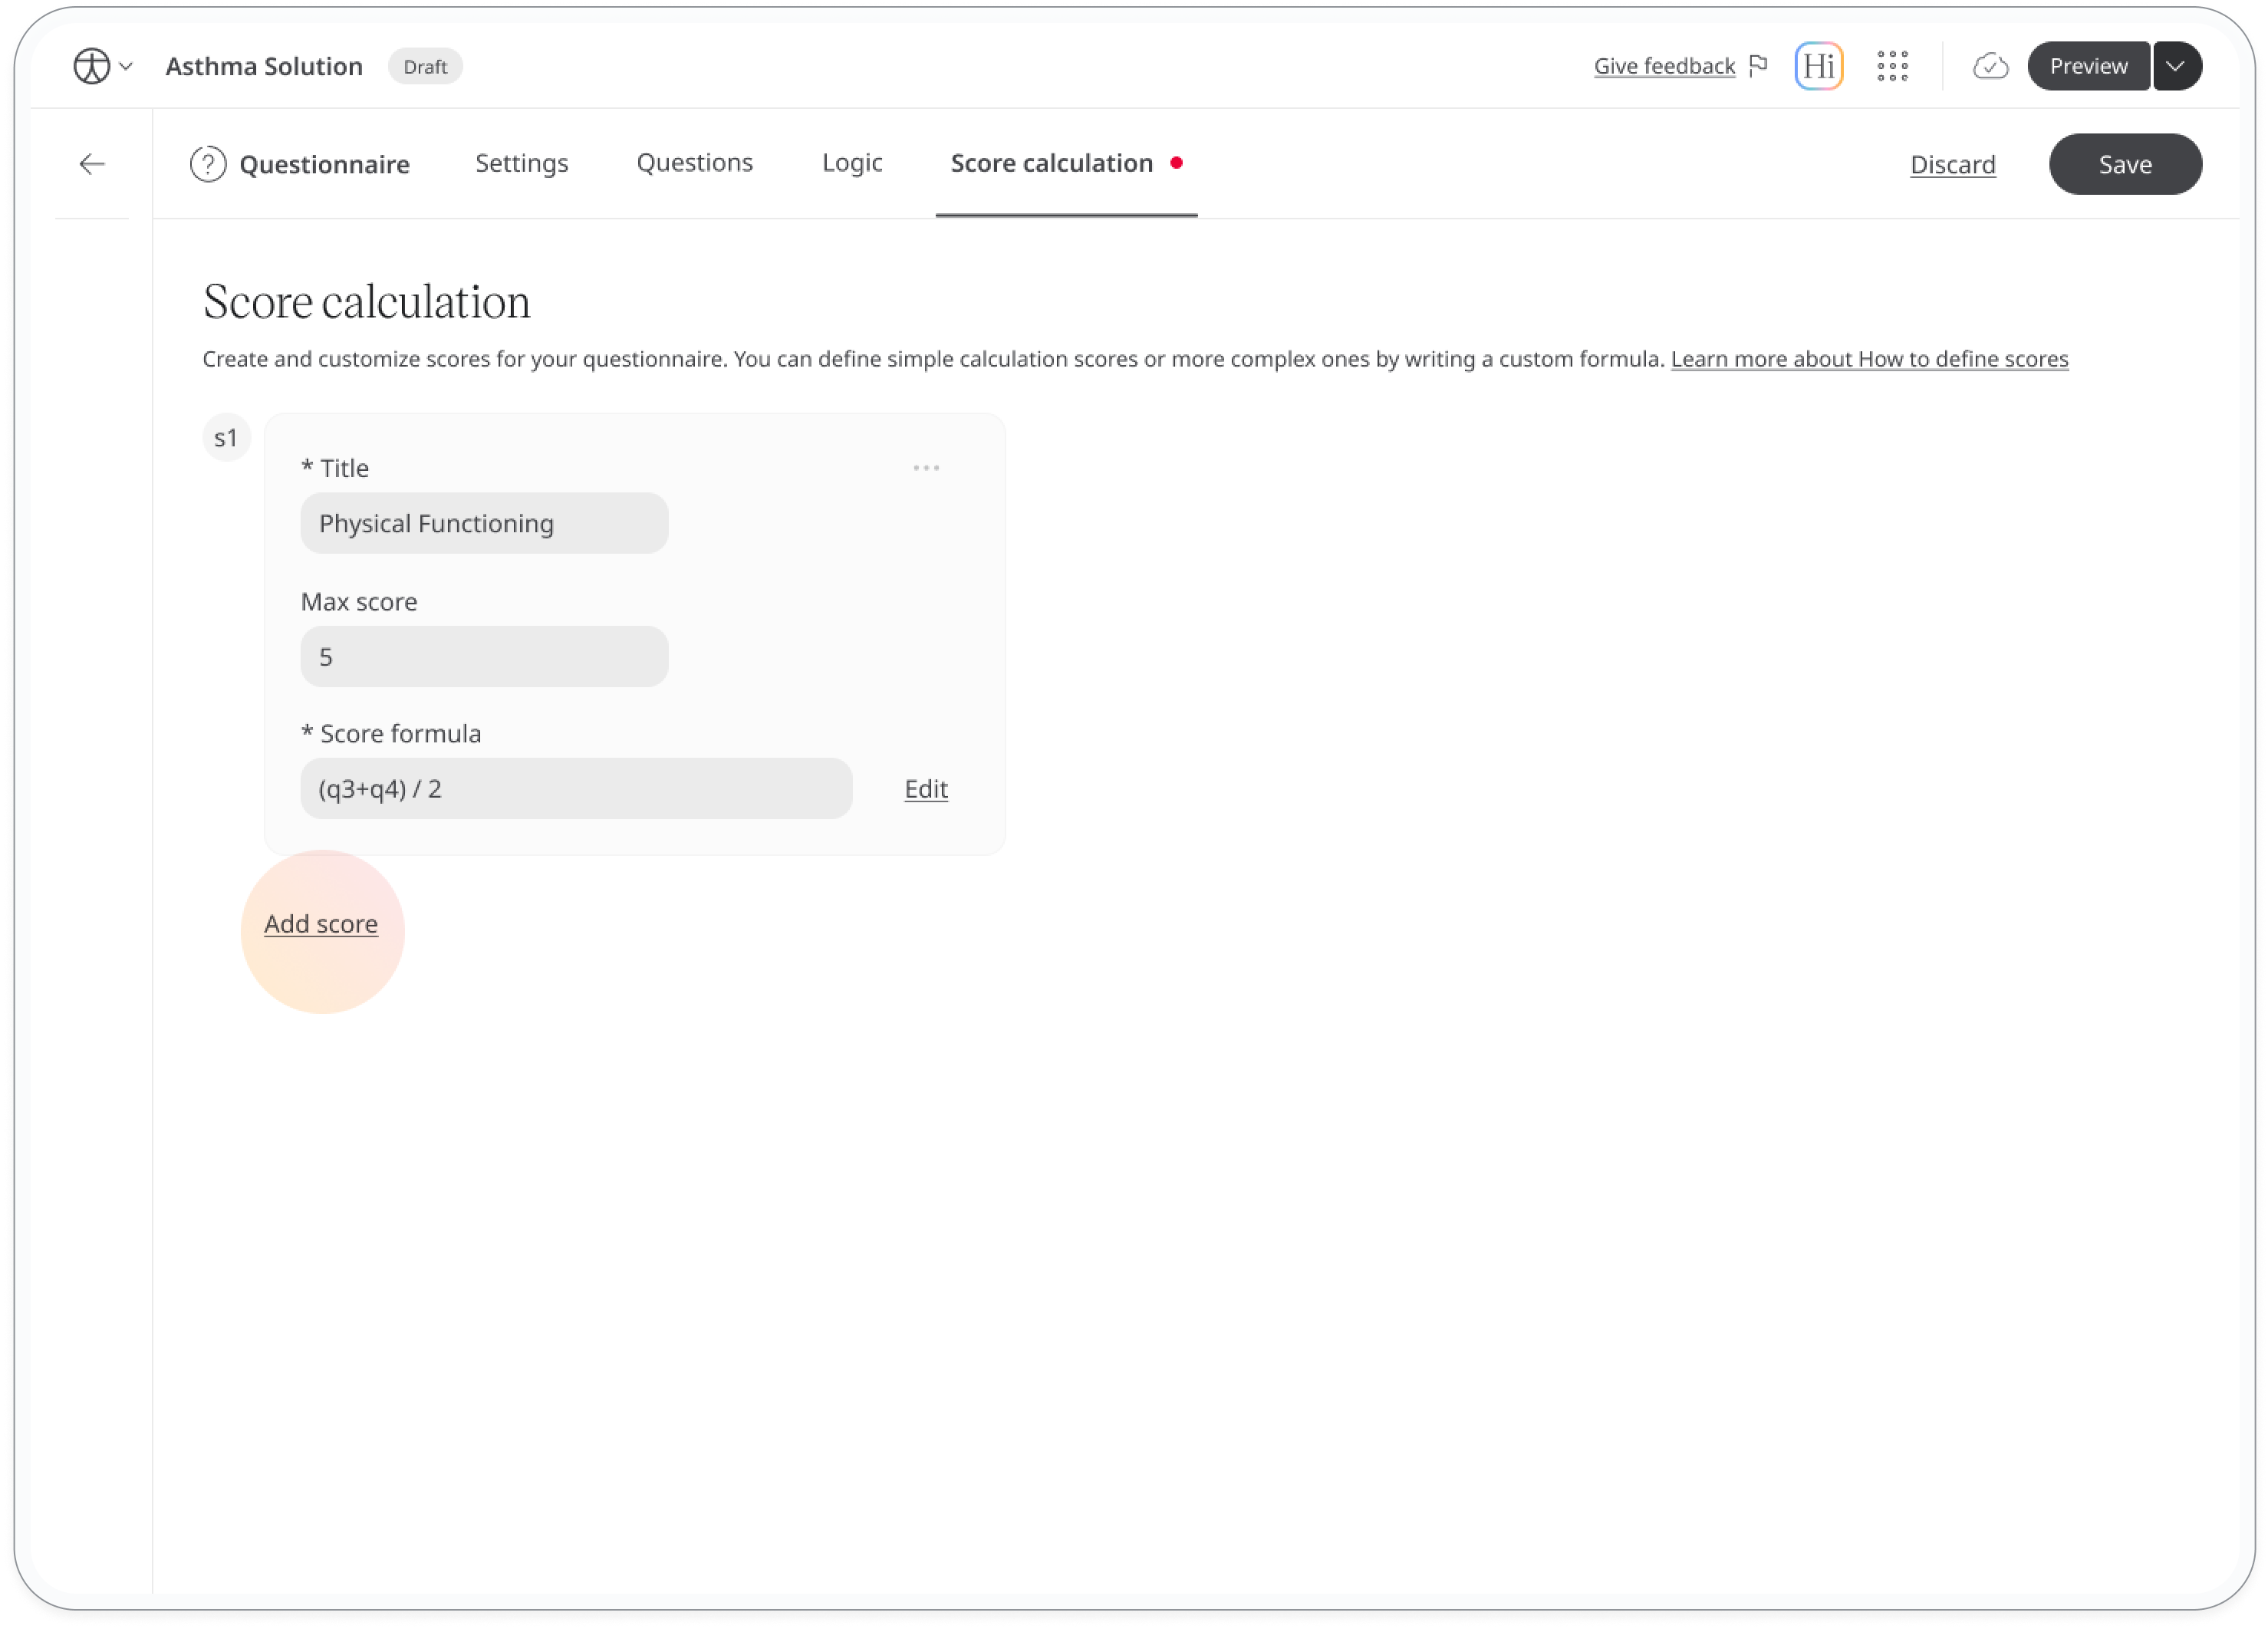 Asthma Solution Draft Give feedback Hi Preview
Questionnaire Settings Questions Logic Score calculation Discard Save
Score calculation
Create and customize scores for your questionnaire. You can define simple calculation scores or more complex ones by writing a custom formula. Learn more about How to define scores
s1
* Title
Physical Functioning
Max score
5
* Score formula
(q3+q4) / 2 Edit
Add score